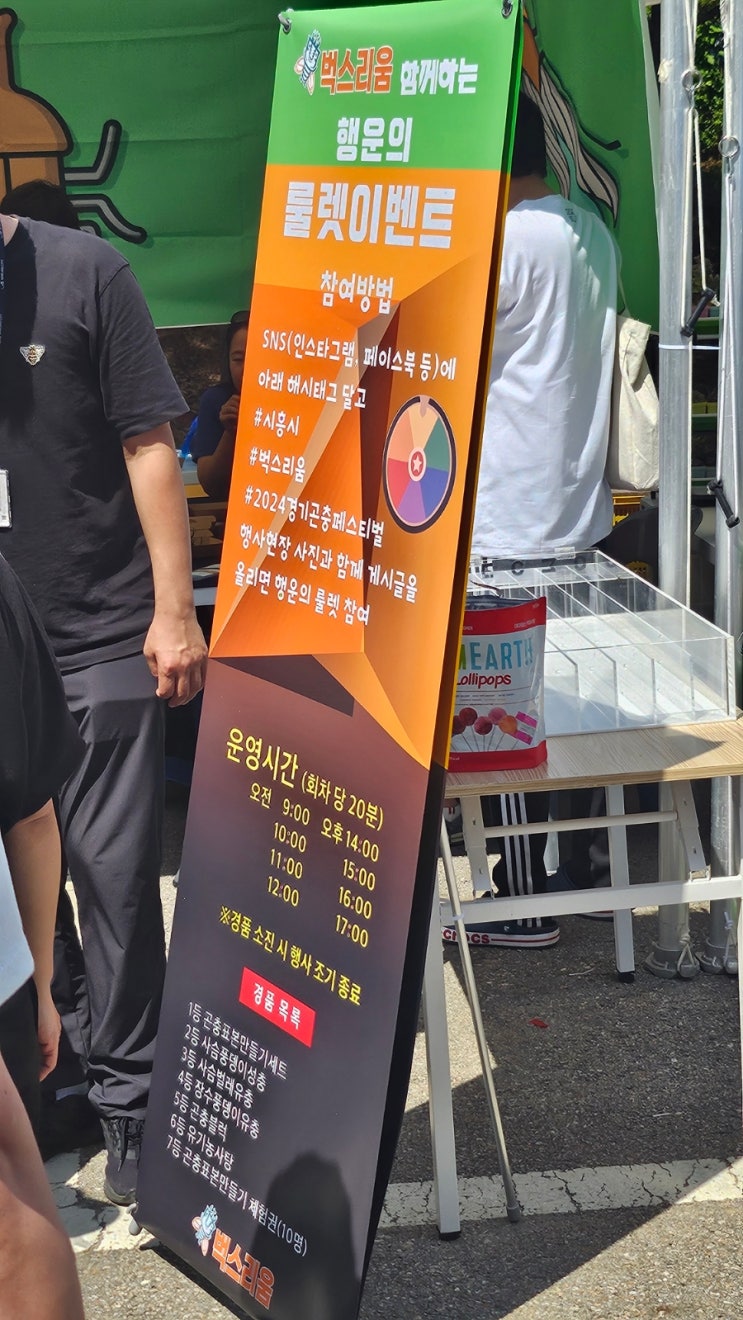 벅스리움 함께하는
행운의
룰렛이벤트
참여방법
SNS(인스타그램, 페이스북 등)에
아래 해시태그 달고
#시흥시
#벅스리움
#2024경기곤충페스티벌
행사현장 사진과 함께 게시글을
올리면 행운의 룰렛 참여
운영시간 (회차 당 20분)
오전 9:00 오후 14:00
10:00 15:00
11:00 16:00
12:00 17:00
※경품 소진 시 행사 조기 종료
경품 목록
1등 곤충표본만들기세트
2등 사슴풍뎅이성충
3등 사슴벌레유충
4등 장수풍뎅이유충
5등 곤충블럭
6등 유기농사탕
7등 곤충표본만들기 체험권(10명)
벅스리움
EARTH
Lollipops
CROCS